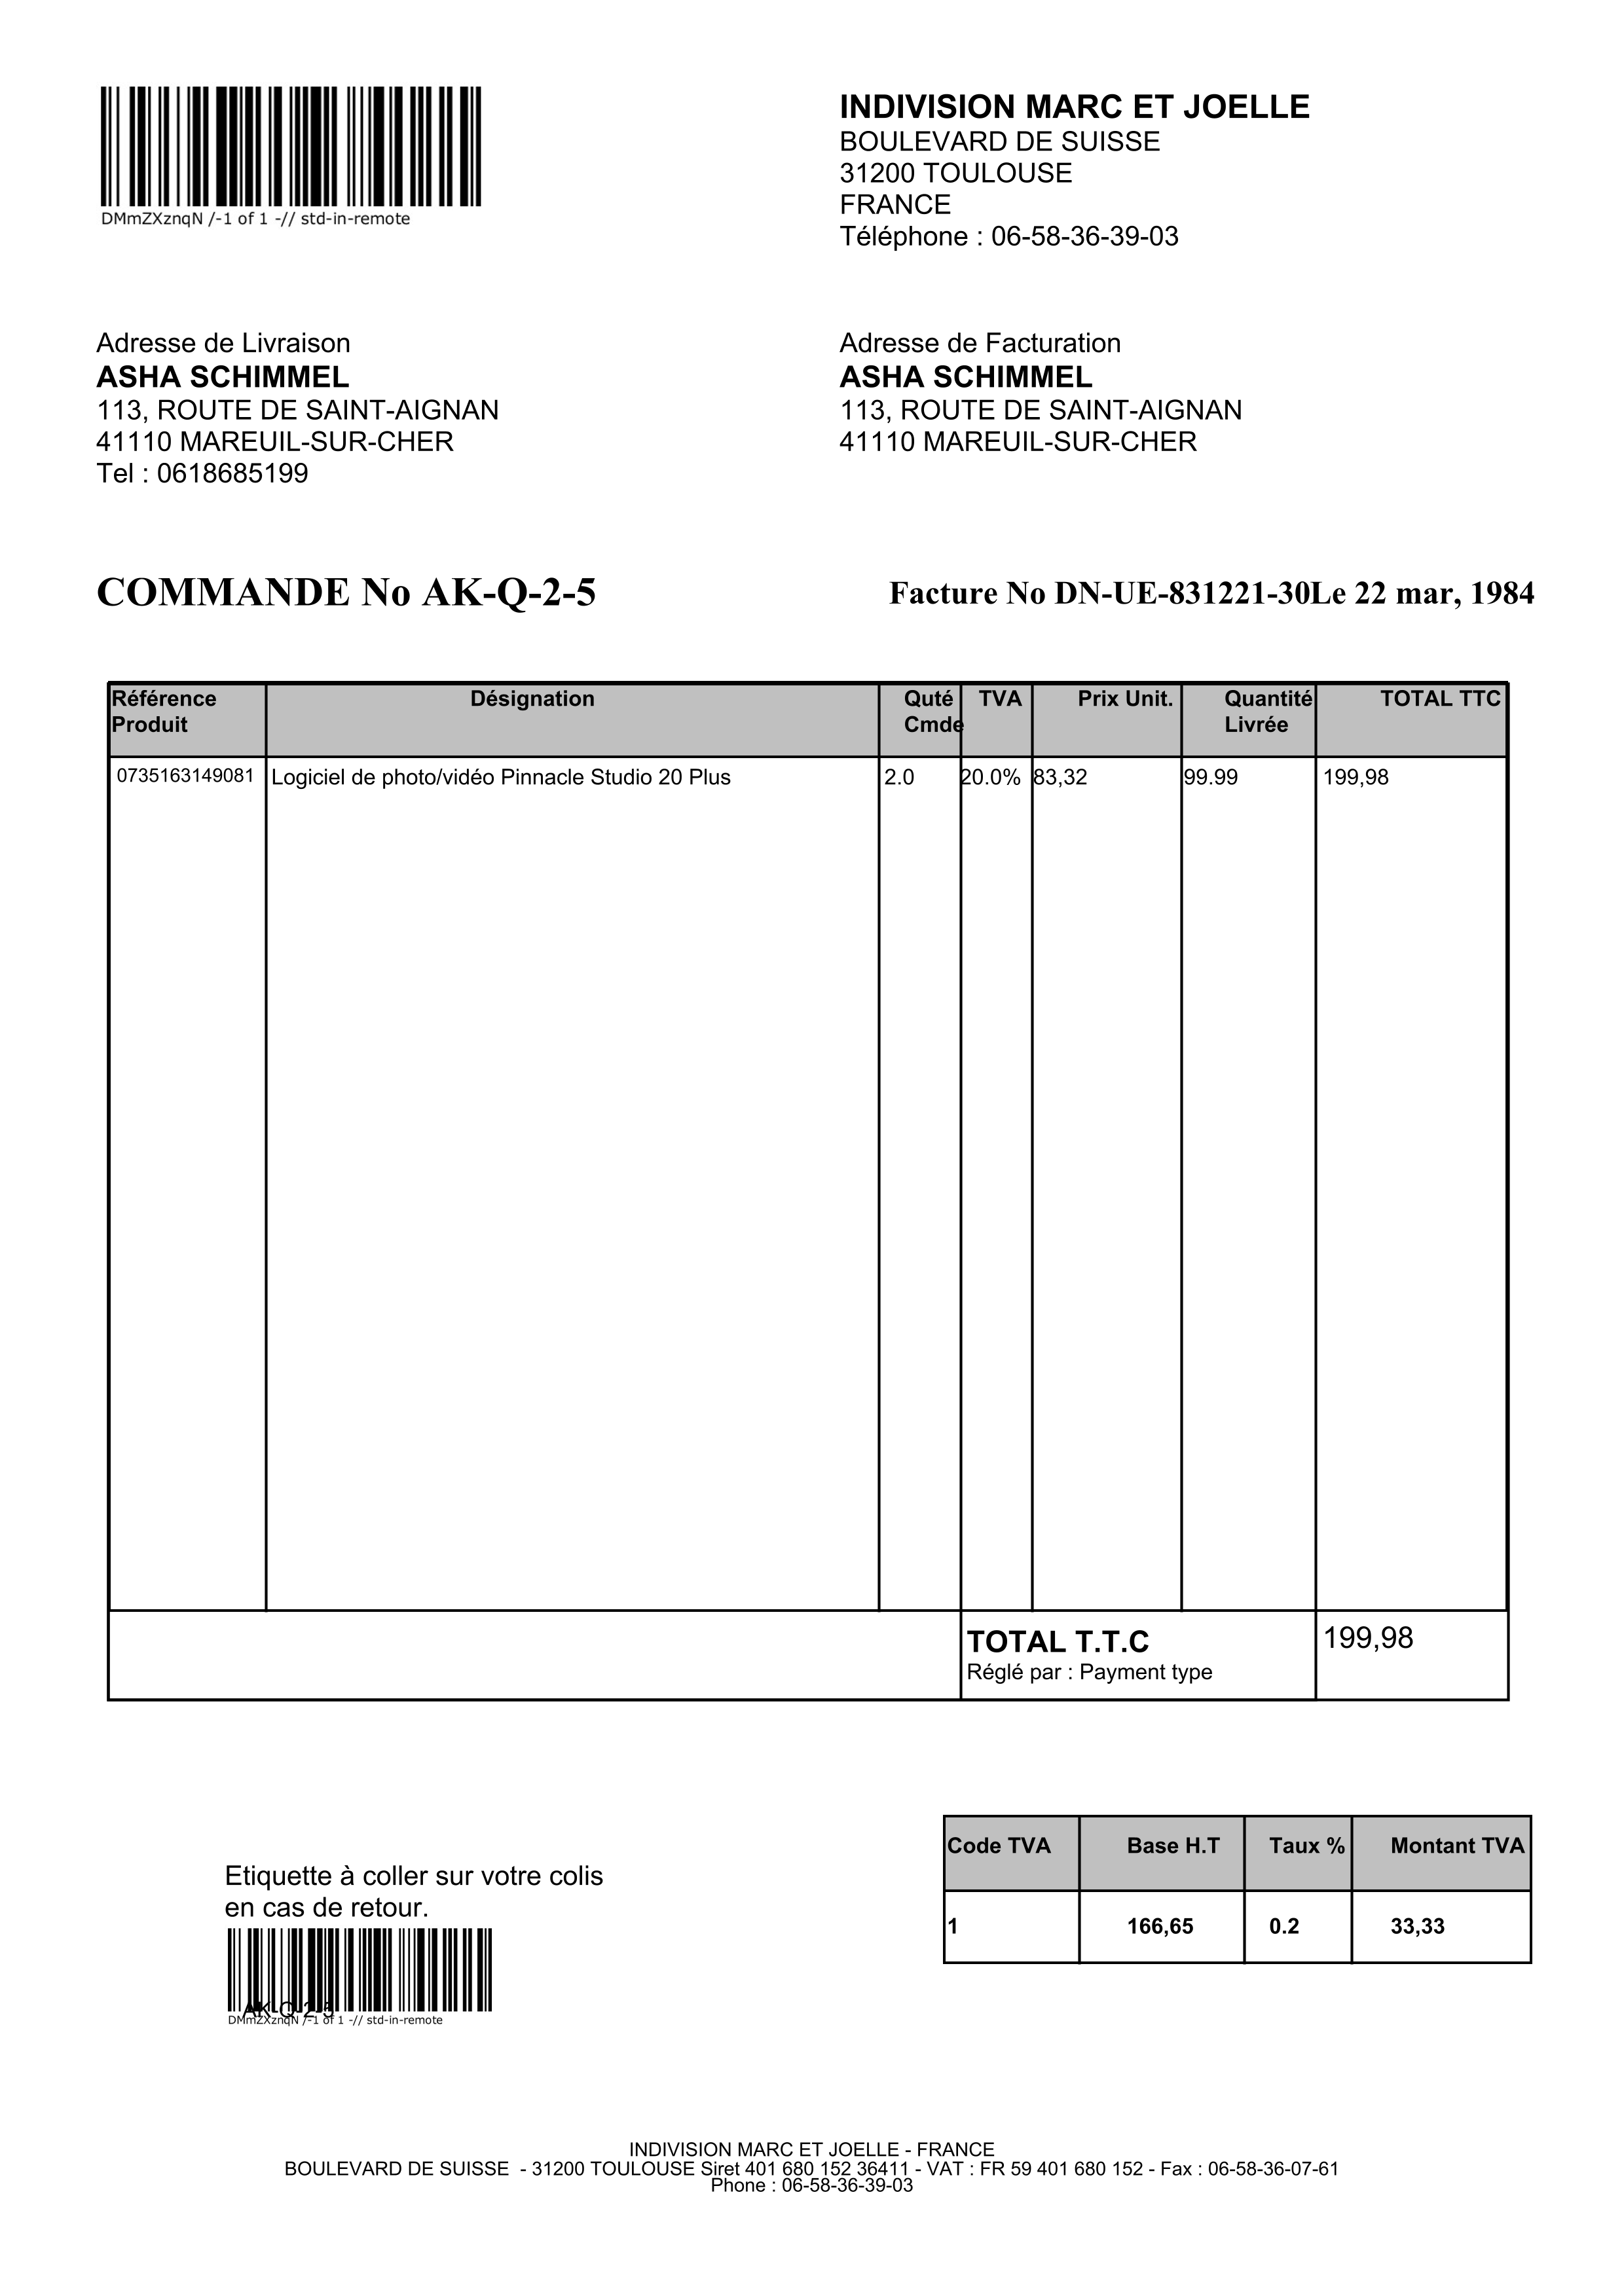 DMmZXznqN /-1 of 1 -// std-in-remote
INDIVISION MARC ET JOELLE
BOULEVARD DE SUISSE
31200 TOULOUSE
FRANCE
Téléphone : 06-58-36-39-03
Adresse de Livraison
ASHA SCHIMMEL
113, ROUTE DE SAINT-AIGNAN
41110 MAREUIL-SUR-CHER
Tel : 0618685199
Adresse de Facturation
ASHA SCHIMMEL
113, ROUTE DE SAINT-AIGNAN
41110 MAREUIL-SUR-CHER
COMMANDE No AK-Q-2-5
Facture No DN-UE-831221-30Le 22 mar, 1984
Référence Produit Désignation Quté Cmde TVA Prix Unit. Quantité Livrée TOTAL TTC
0735163149081 Logiciel de photo/vidéo Pinnacle Studio 20 Plus 2.0 20.0% 83,32 99.99 199,98
TOTAL T.T.C 199,98
Réglé par : Payment type
Code TVA Base H.T Taux % Montant TVA
1 166,65 0.2 33,33
Etiquette à coller sur votre colis
en cas de retour.
AK-Q-2-5
DMmZXznqN /-1 of 1 -// std-in-remote
INDIVISION MARC ET JOELLE - FRANCE
BOULEVARD DE SUISSE - 31200 TOULOUSE Siret 401 680 152 36411 - VAT : FR 59 401 680 152 - Fax : 06-58-36-07-61
Phone : 06-58-36-39-03